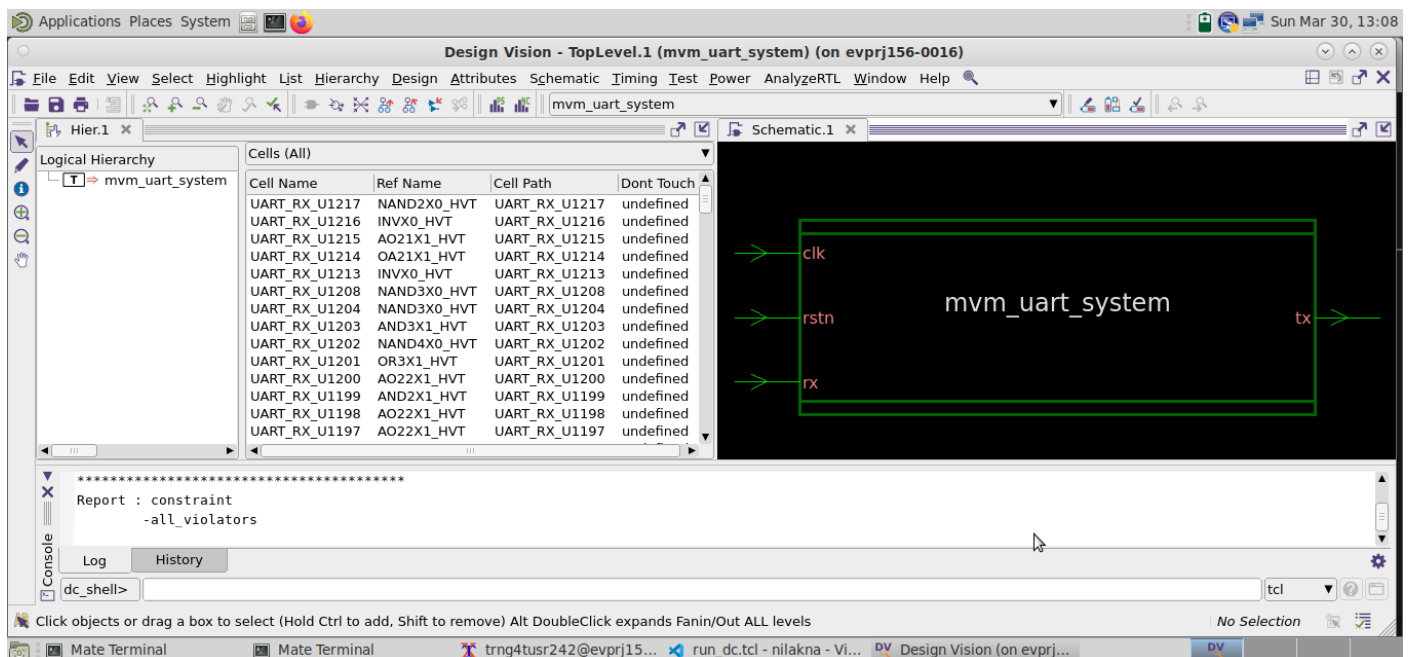 Applications Places System
Sun Mar 30, 13:08
Design Vision - TopLevel.1 (mvm_uart_system) (on evprj156-0016)
File Edit View Select Highlight List Hierarchy Design Attributes Schematic Timing Test Power AnalyzeRTL Window Help
mvm_uart_system
Hier.1
Schematic.1
Logical Hierarchy
T mvm_uart_system
Cells (All)
Cell Name Ref Name Cell Path Dont Touch
UART_RX_U1217 NAND2X0_HVT UART_RX_U1217 undefined
UART_RX_U1216 INVX0_HVT UART_RX_U1216 undefined
UART_RX_U1215 AO21X1_HVT UART_RX_U1215 undefined
UART_RX_U1214 OA21X1_HVT UART_RX_U1214 undefined
UART_RX_U1213 INVX0_HVT UART_RX_U1213 undefined
UART_RX_U1208 NAND3X0_HVT UART_RX_U1208 undefined
UART_RX_U1204 NAND3X0_HVT UART_RX_U1204 undefined
UART_RX_U1203 AND3X1_HVT UART_RX_U1203 undefined
UART_RX_U1202 NAND4X0_HVT UART_RX_U1202 undefined
UART_RX_U1201 OR3X1_HVT UART_RX_U1201 undefined
UART_RX_U1200 AO22X1_HVT UART_RX_U1200 undefined
UART_RX_U1199 AND2X1_HVT UART_RX_U1199 undefined
UART_RX_U1198 AO22X1_HVT UART_RX_U1198 undefined
UART_RX_U1197 AO22X1_HVT UART_RX_U1197 undefined
clk
rstn
rx
mvm_uart_system
tx
****************************************
Report : constraint
-all_violators
Console
Log History
dc_shell>
tcl
Click objects or drag a box to select (Hold Ctrl to add, Shift to remove) Alt DoubleClick expands Fanin/Out ALL levels
No Selection
Mate Terminal
Mate Terminal
trng4tusr242@evprj15...
run_dc.tcl - nilakna - Vi...
DV Design Vision (on evprj...
DV